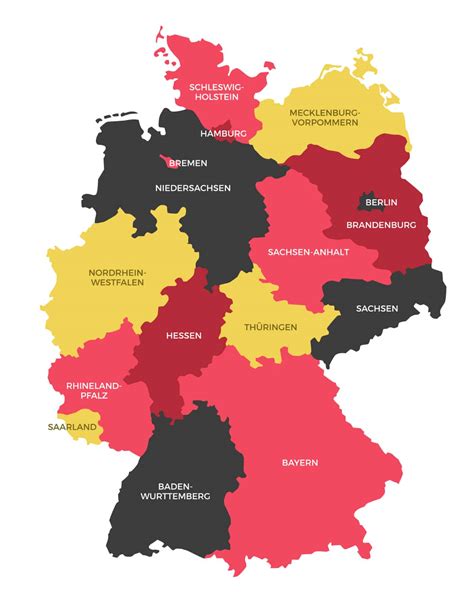 SCHLESWIG-
HOLSTEIN
MECKLENBURG-
VORPOMMERN
HAMBURG
BREMEN
NIEDERSACHSEN
BERLIN
BRANDENBURG
SACHSEN-ANHALT
NORDRHEIN-
WESTFALEN
SACHSEN
THÜRINGEN
HESSEN
RHINELAND-
PFALZ
SAARLAND
BAYERN
BADEN-
WURTTEMBERG